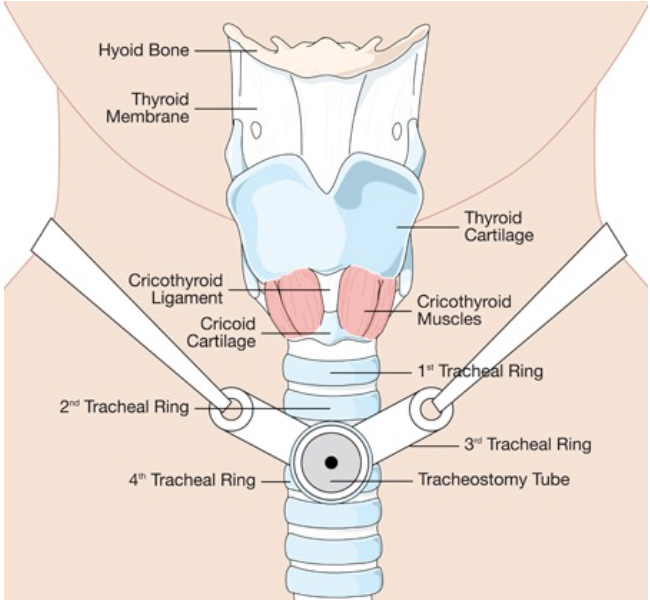 Hyoid Bone
Thyroid
Membrane
Thyroid
Cartilage
Cricothyroid
Ligament
Cricothyroid
Muscles
Cricoid
Cartilage
1st Tracheal Ring
2nd Tracheal Ring
3rd Tracheal Ring
4th Tracheal Ring
Tracheostomy Tube